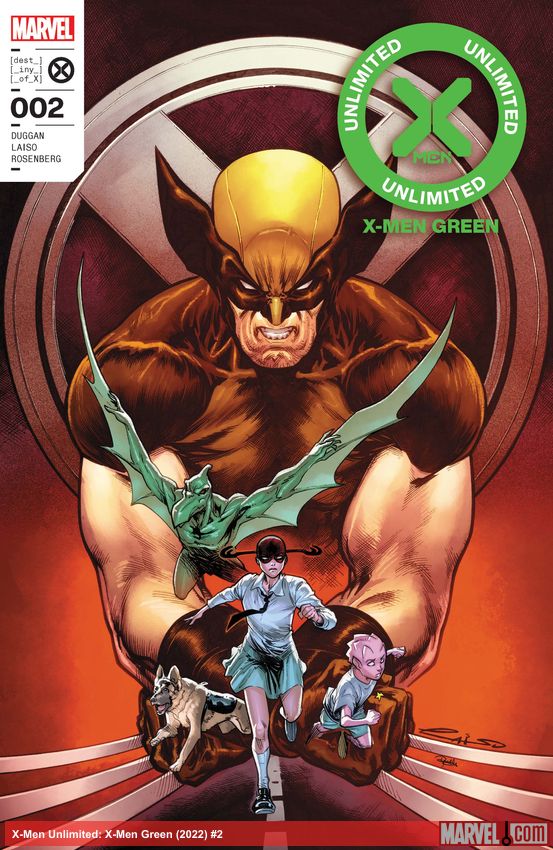 MARVEL
[dest_]
[_iny_]
[_of_X]
002
DUGGAN
LAISO
ROSENBERG
UNLIMITED
UNLIMITED
UNLIMITED
X
MEN
X-MEN GREEN
X-Men Unlimited: X-Men Green (2022) #2
MARVEL.com